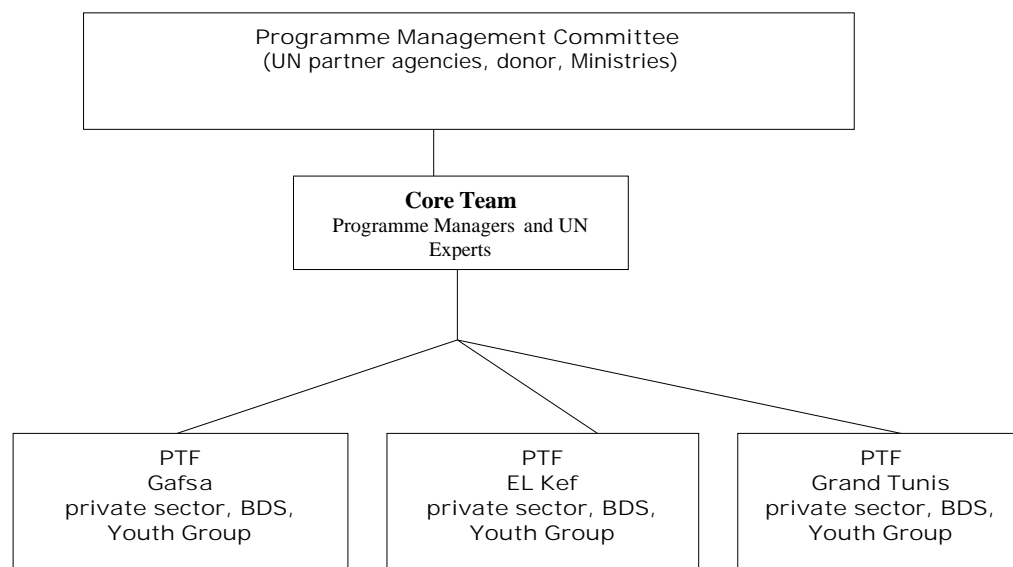 Programme Management Committee
(UN partner agencies, donor, Ministries)
Core Team
Programme Managers and UN
Experts
PTF
Gafsa
private sector, BDS,
Youth Group
PTF
EL Kef
private sector, BDS,
Youth Group
PTF
Grand Tunis
private sector, BDS,
Youth Group